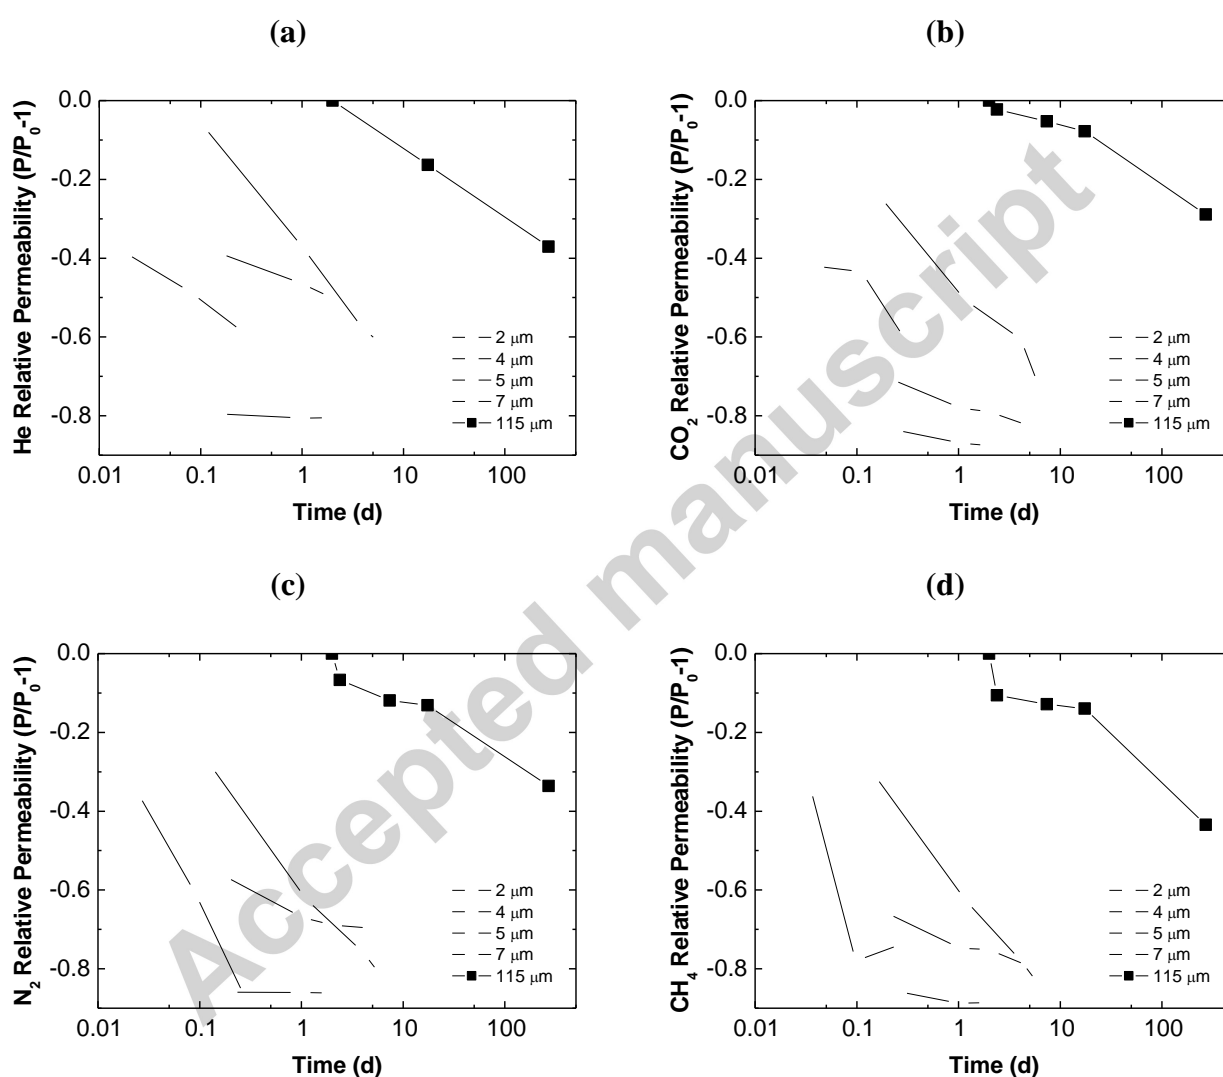 (a)
He Relative Permeability (P/P₀-1)
0.0
-0.2
-0.4
-0.6
-0.8
0.01 0.1 1 10 100
Time (d)
2 μm
4 μm
5 μm
7 μm
115 μm
(b)
CO₂ Relative Permeability (P/P₀-1)
0.0
-0.2
-0.4
-0.6
-0.8
0.01 0.1 1 10 100
Time (d)
2 μm
4 μm
5 μm
7 μm
115 μm
(c)
N₂ Relative Permeability (P/P₀-1)
0.0
-0.2
-0.4
-0.6
-0.8
0.01 0.1 1 10 100
Time (d)
2 μm
4 μm
5 μm
7 μm
115 μm
(d)
CH₄ Relative Permeability (P/P₀-1)
0.0
-0.2
-0.4
-0.6
-0.8
0.01 0.1 1 10 100
Time (d)
2 μm
4 μm
5 μm
7 μm
115 μm
Accepted manuscript